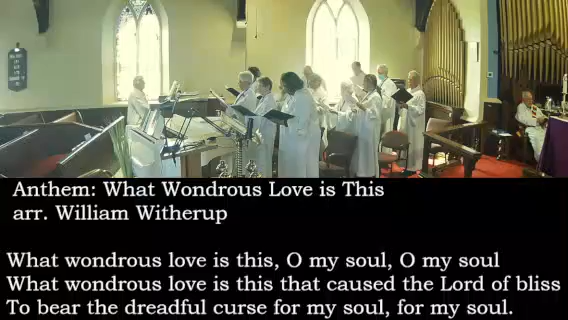 Anthem: What Wondrous Love is This
arr. William Witherup
What wondrous love is this, O my soul, O my soul
What wondrous love is this that caused the Lord of bliss
To bear the dreadful curse for my soul, for my soul.